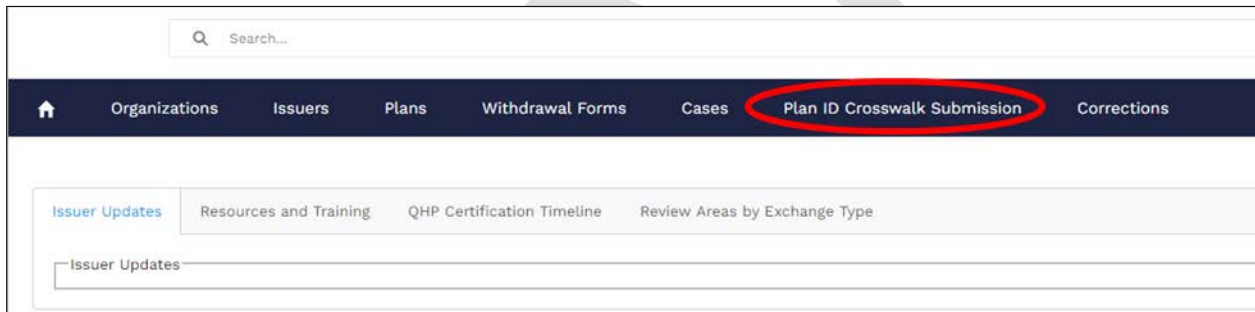 Search...
Organizations Issuers Plans Withdrawal Forms Cases Plan ID Crosswalk Submission Corrections
Issuer Updates Resources and Training QHP Certification Timeline Review Areas by Exchange Type
Issuer Updates